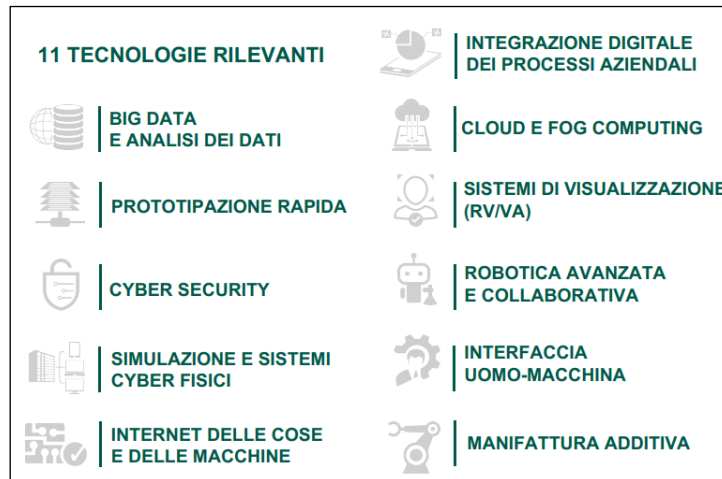 11 TECNOLOGIE RILEVANTI
BIG DATA
E ANALISI DEI DATI
PROTOTIPAZIONE RAPIDA
CYBER SECURITY
SIMULAZIONE E SISTEMI
CYBER FISICI
INTERNET DELLE COSE
E DELLE MACCHINE
INTEGRAZIONE DIGITALE
DEI PROCESSI AZIENDALI
CLOUD E FOG COMPUTING
SISTEMI DI VISUALIZZAZIONE
(RV/VA)
ROBOTICA AVANZATA
E COLLABORATIVA
INTERFACCIA
UOMO-MACCHINA
MANIFATTURA ADDITIVA